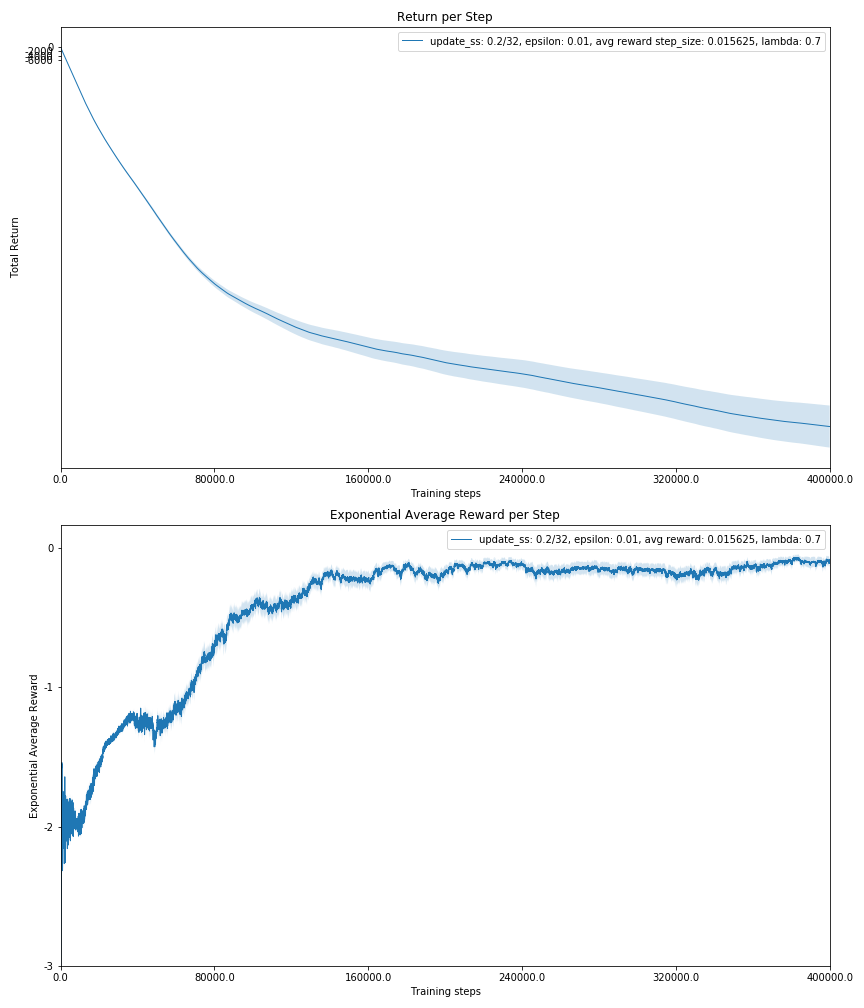 Return per Step
update_ss: 0.2/32, epsilon: 0.01, avg reward step_size: 0.015625, lambda: 0.7
0
-2000
-4000
-6000
Total Return
0.0 80000.0 160000.0 240000.0 320000.0 400000.0
Training steps
Exponential Average Reward per Step
update_ss: 0.2/32, epsilon: 0.01, avg reward: 0.015625, lambda: 0.7
0
-1
-2
-3
Exponential Average Reward
0.0 80000.0 160000.0 240000.0 320000.0 400000.0
Training steps